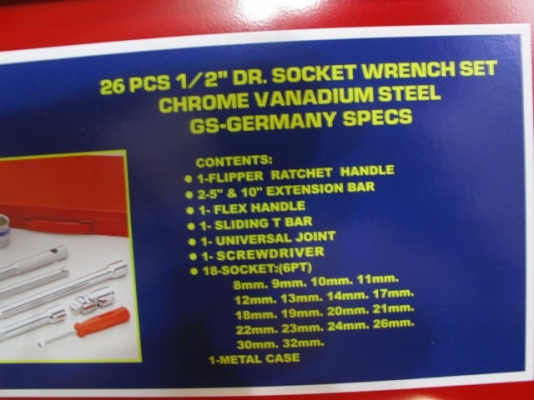 26 PCS 1/2" DR. SOCKET WRENCH SET
CHROME VANADIUM STEEL
GS-GERMANY SPECS
CONTENTS:
● 1-FLIPPER RATCHET HANDLE
● 2-5" & 10" EXTENSION BAR
● 1- FLEX HANDLE
● 1- SLIDING T BAR
● 1- UNIVERSAL JOINT
● 1- SCREWDRIVER
● 18-SOCKET:(6PT)
8mm. 9mm. 10mm. 11mm.
12mm. 13mm. 14mm. 17mm.
18mm. 19mm. 20mm. 21mm.
22mm. 23mm. 24mm. 26mm.
30mm. 32mm.
1-METAL CASE